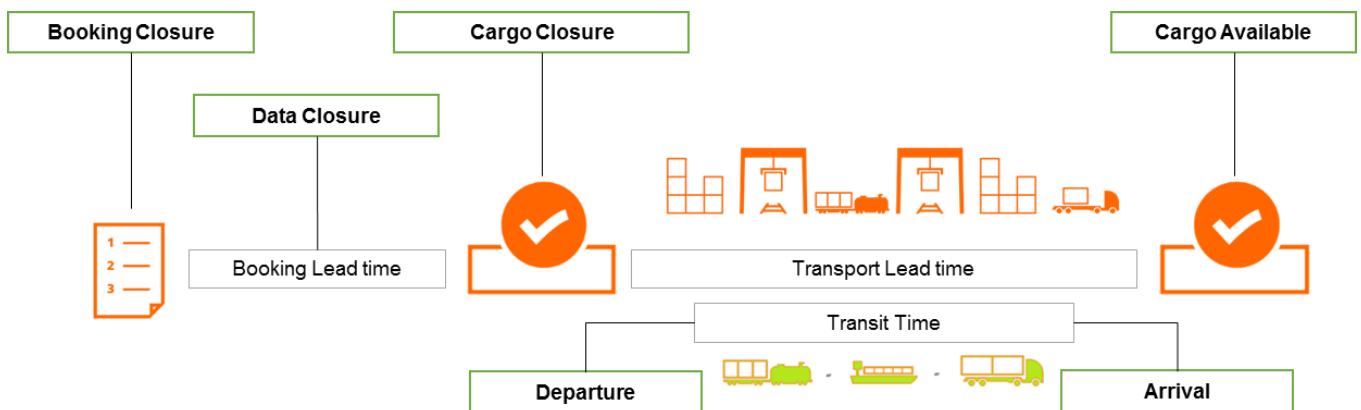 Booking Closure
Cargo Closure
Cargo Available
Data Closure
1
2
3
Booking Lead time
Transport Lead time
Transit Time
Departure
Arrival